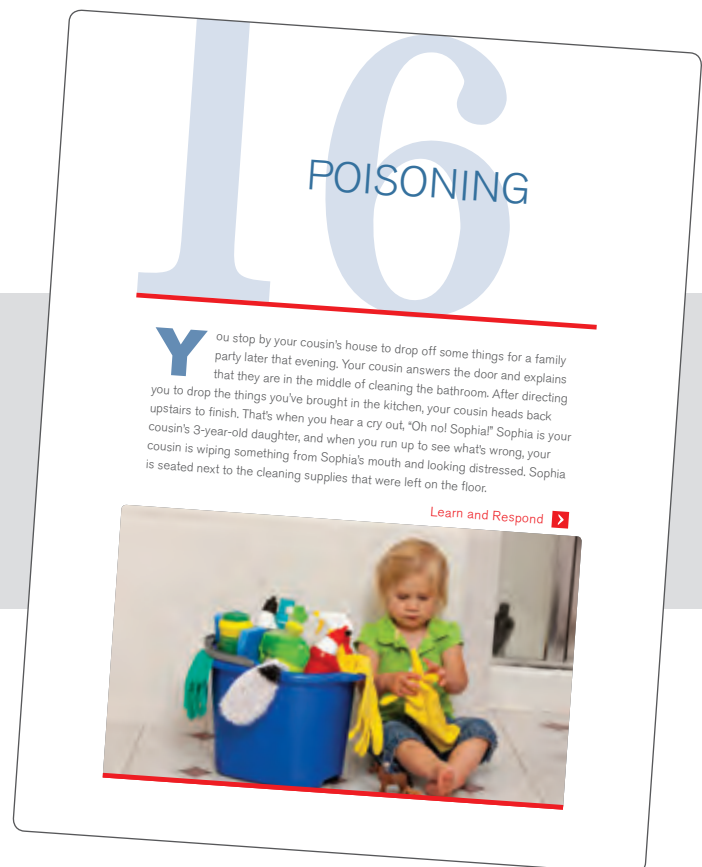 16
POISONING
You stop by your cousin's house to drop off some things for a family
party later that evening. Your cousin answers the door and explains
that they are in the middle of cleaning the bathroom. After directing
you to drop the things you've brought in the kitchen, your cousin heads back
upstairs to finish. That's when you hear a cry out, "Oh no! Sophia!" Sophia is your
cousin's 3-year-old daughter, and when you run up to see what's wrong, your
cousin is wiping something from Sophia's mouth and looking distressed. Sophia
is seated next to the cleaning supplies that were left on the floor.
Learn and Respond